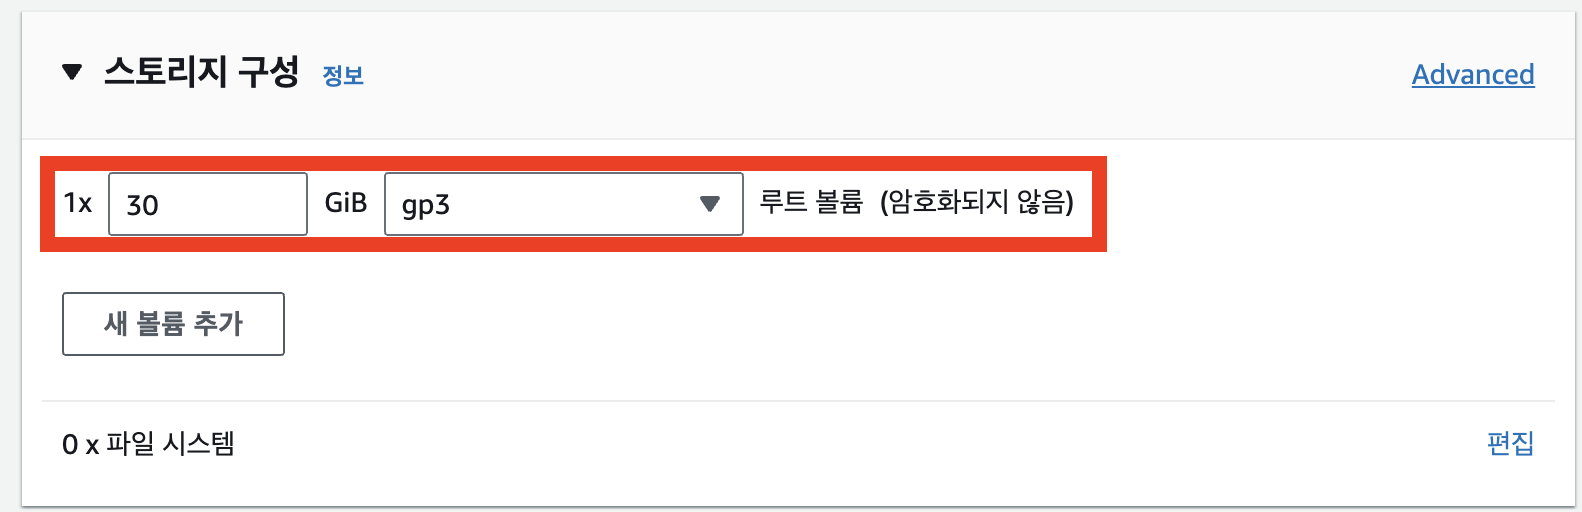 스토리지 구성 정보 Advanced
1x 30 GiB gp3 루트 볼륨 (암호화되지 않음)
새 볼륨 추가
0 x 파일 시스템 편집